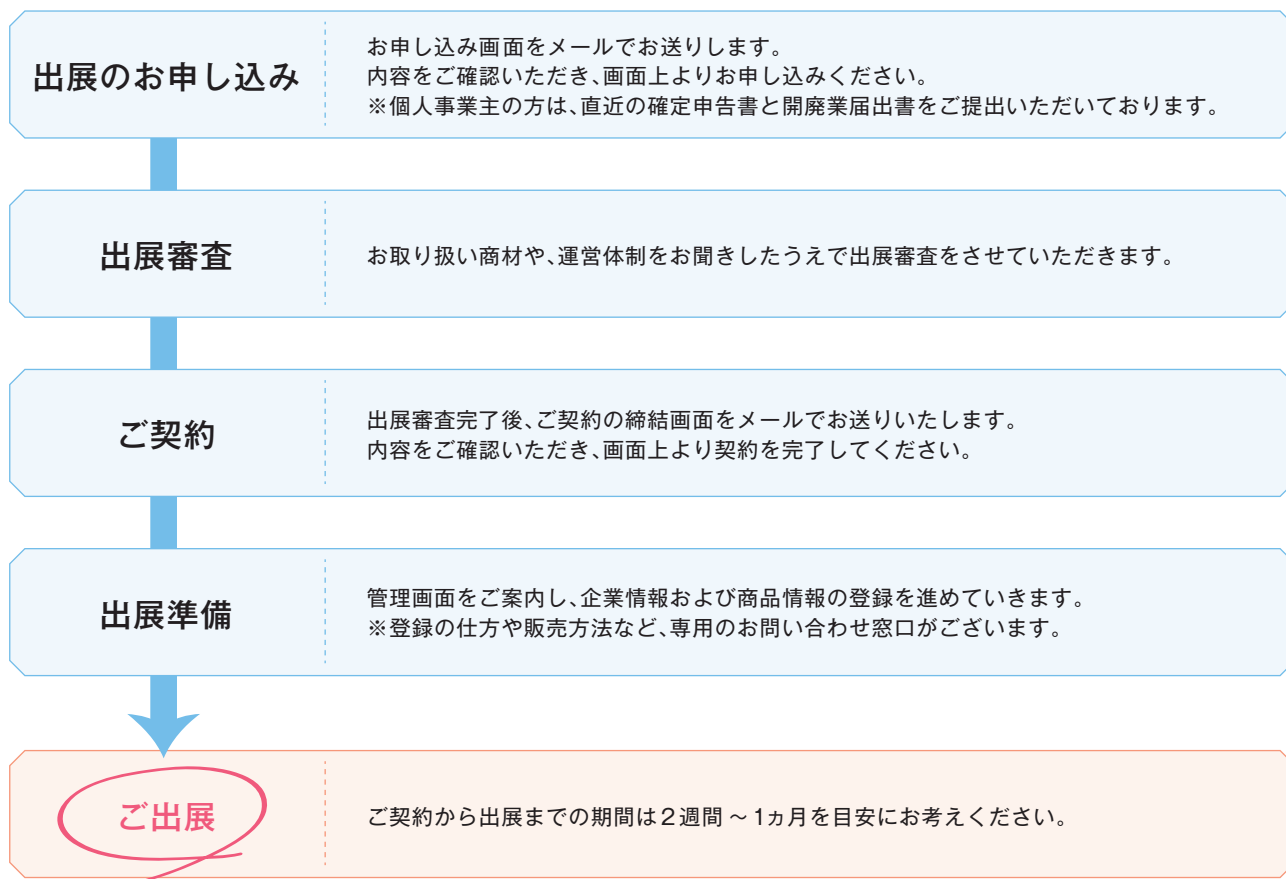 出展のお申し込み
お申し込み画面をメールでお送りします。
内容をご確認いただき、画面上よりお申し込みください。
※個人事業主の方は、直近の確定申告書と開廃業届出書をご提出いただいております。
出展審査
お取り扱い商材や、運営体制をお聞きしたうえで出展審査をさせていただきます。
ご契約
出展審査完了後、ご契約の締結画面をメールでお送りいたします。
内容をご確認いただき、画面上より契約を完了してください。
出展準備
管理画面をご案内し、企業情報および商品情報の登録を進めていきます。
※登録の仕方や販売方法など、専用のお問い合わせ窓口がございます。
ご出展
ご契約から出展までの期間は2週間 ~ 1ヵ月を目安にお考えください。